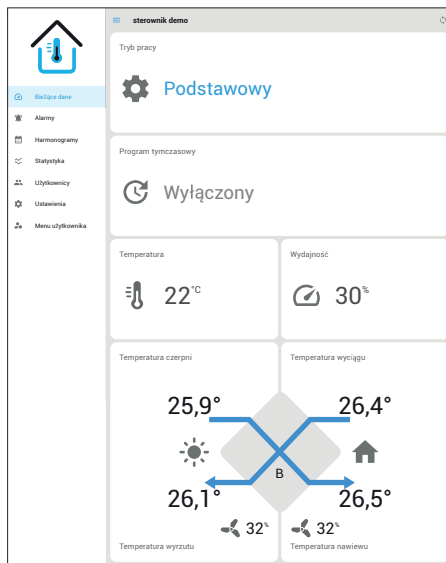 sterownik demo
Bieżące dane
Alarmy
Harmonogramy
Statystyka
Użytkownicy
Ustawienia
Menu użytkownika
Tryb pracy
Podstawowy
Program tymczasowy
Wyłączony
Temperatura
22°C
Wydajność
30%
Temperatura czerpni
Temperatura wyciągu
25,9°
26,4°
B
26,1°
26,5°
32%
32%
Temperatura wyrzutu
Temperatura nawiewu